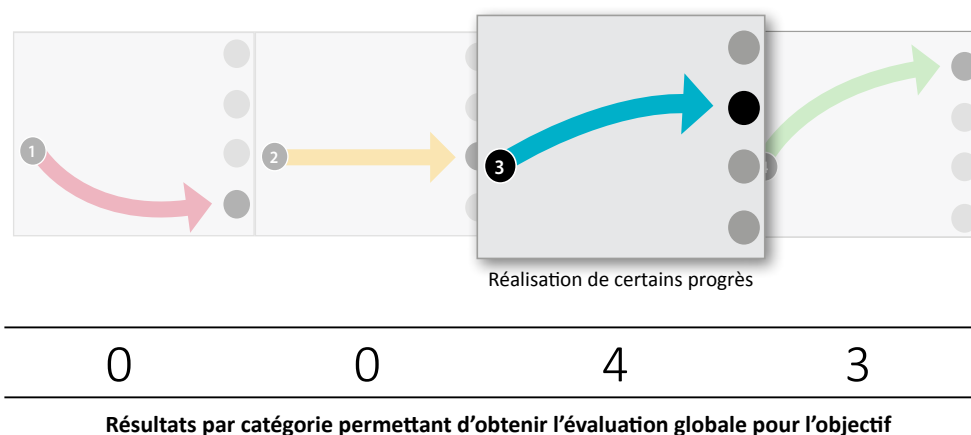 1
2
3
Réalisation de certains progrès
0 0 4 3
Résultats par catégorie permettant d’obtenir l’évaluation globale pour l’objectif